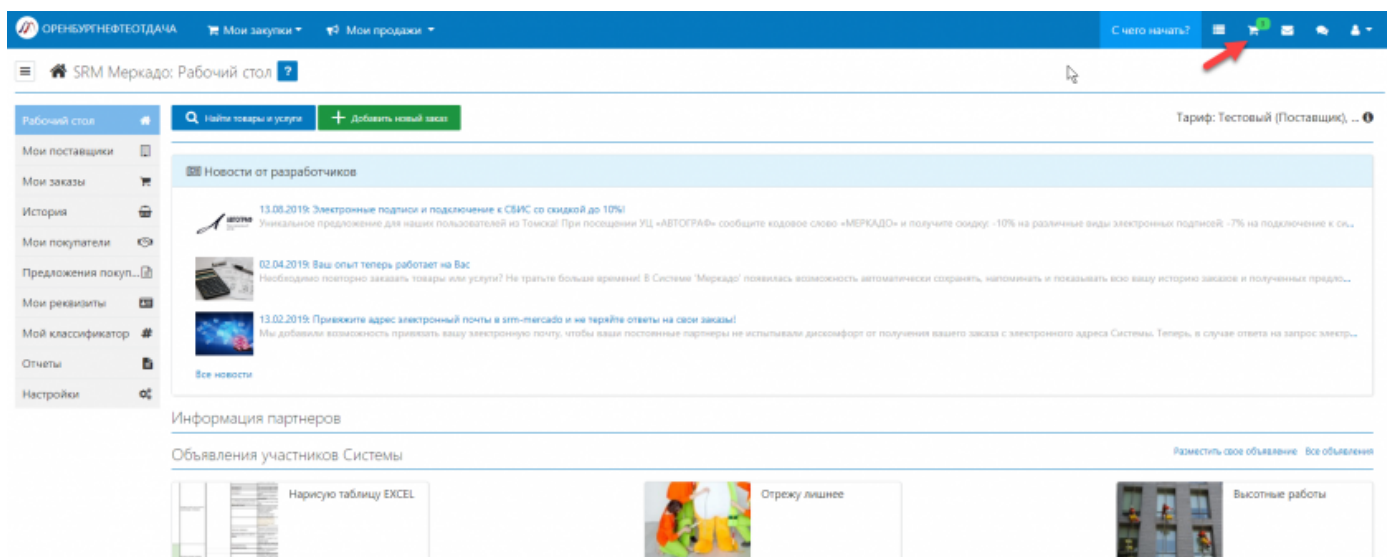 ОРЕНБУРГНЕФТЕОТДАЧА Мои закупки Мои продажи С чего начать? 1
SRM Меркадо: Рабочий стол ?
Рабочий стол
Мои поставщики
Мои заказы
История
Мои покупатели
Предложения покуп...
Мои реквизиты
Мой классификатор #
Отчеты
Настройки
Найти товары и услуги Добавить новый заказ Тариф: Тестовый (Поставщик), ...
Новости от разработчиков
13.08.2019: Электронные подписи и подключение к СБИС со скидкой до 10%!
Уникальное предложение для наших пользователей из Томска! При посещении УЦ «АВТОГРАФ» сообщите кодовое слово «МЕРКАДО» и получите скидку: -10% на различные виды электронных подписей; -7% на подключение к си...
02.04.2019: Ваш опыт теперь работает на Вас
Необходимо повторно заказать товары или услуги? Не тратьте больше времени! В Системе 'Меркадо' появилась возможность автоматически сохранять, напоминать и показывать всю вашу историю заказов и полученных предло...
13.02.2019: Привяжите адрес электронный почты в srm-mercado и не теряйте ответы на свои заказы!
Мы добавили возможность привязать вашу электронную почту, чтобы ваши постоянные партнеры не испытывали дискомфорт от получения вашего заказа с электронного адреса Системы. Теперь, в случае ответа на запрос электр...
Все новости
Информация партнеров
Объявления участников Системы Разместить свое объявление Все объявления
Нарисую таблицу EXCEL Отрежу лишнее Высотные работы